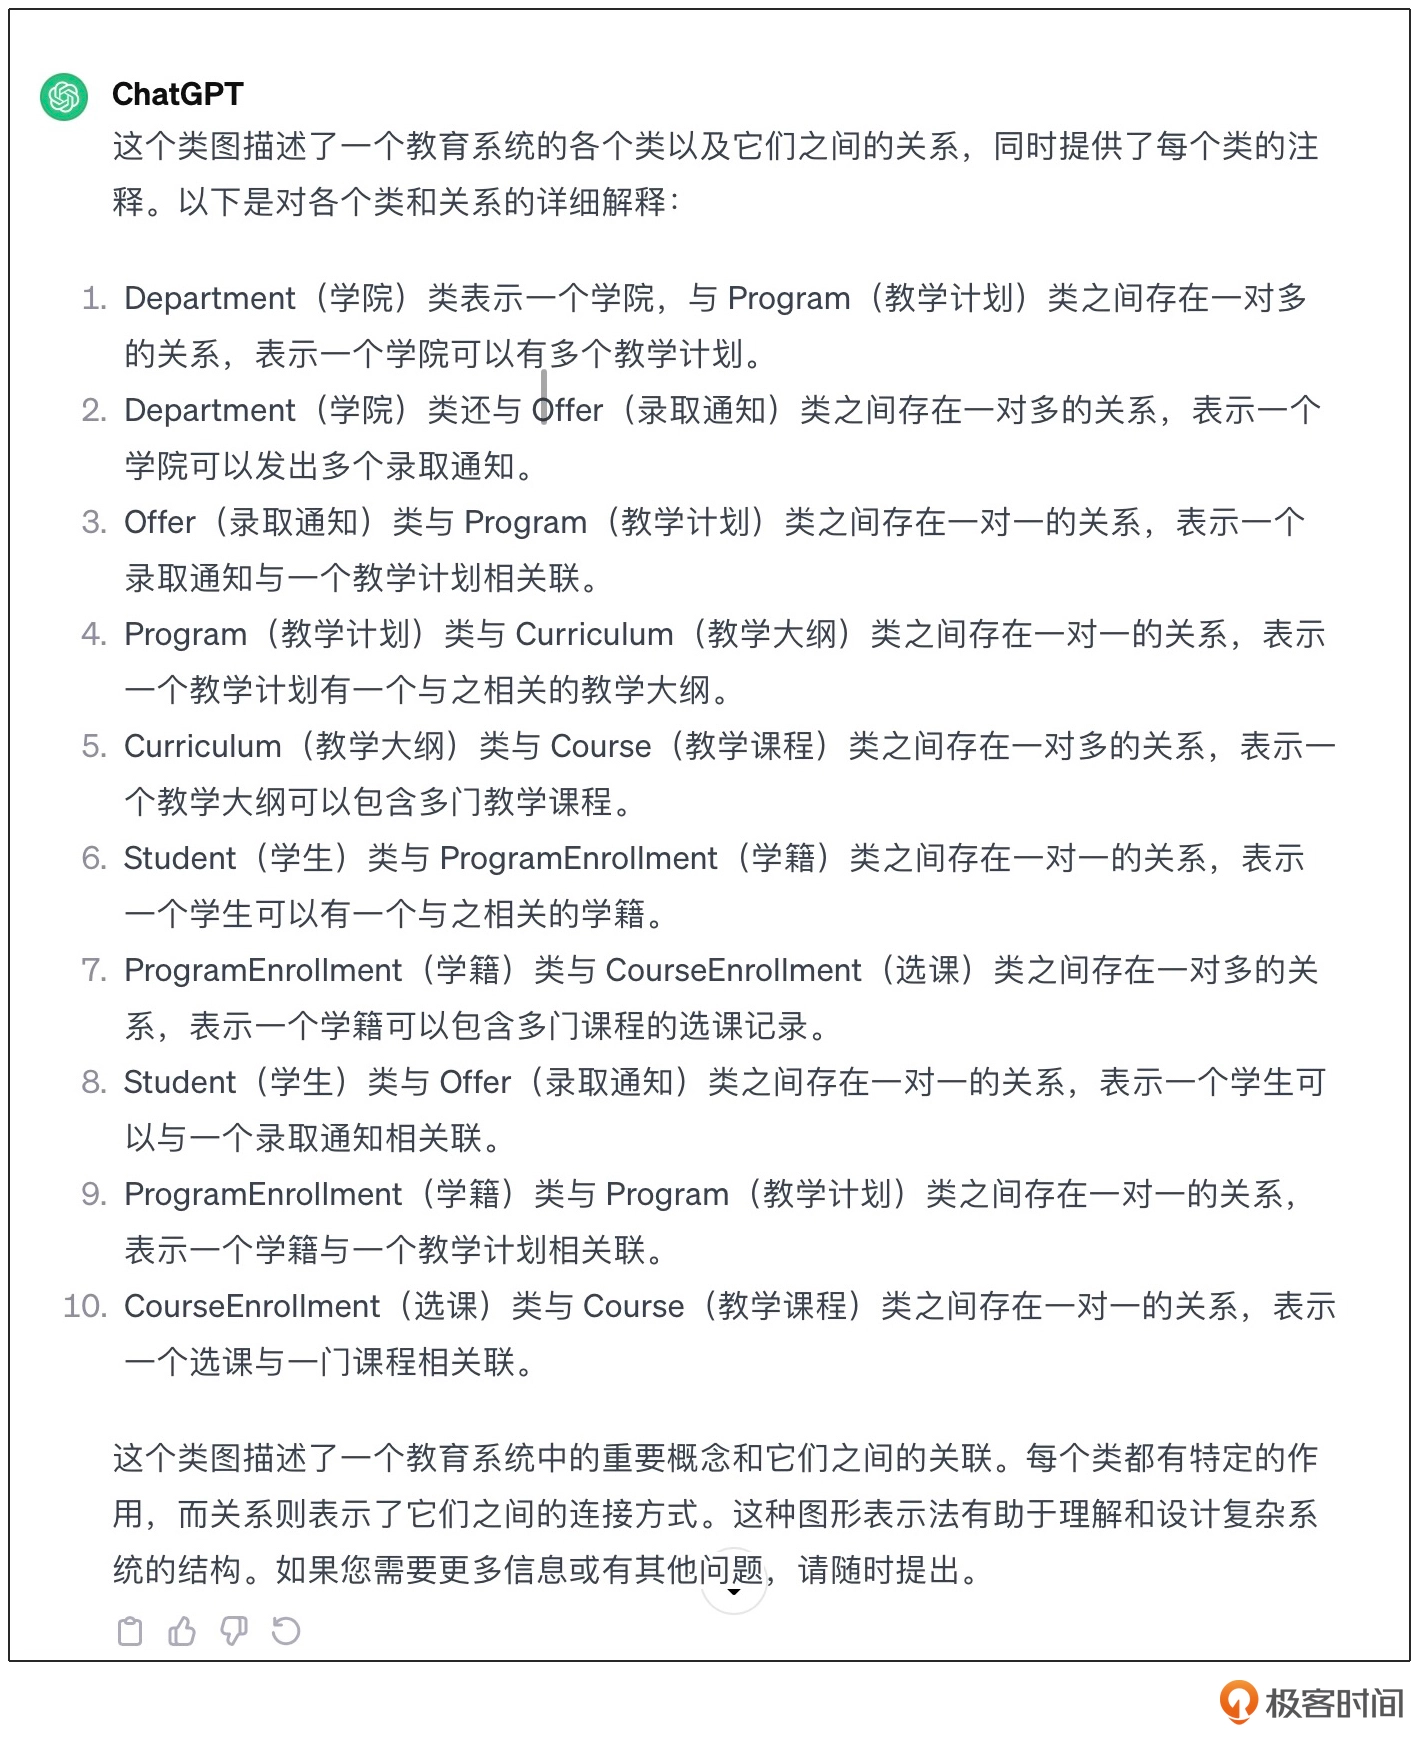 ChatGPT
这个类图描述了一个教育系统的各个类以及它们之间的关系，同时提供了每个类的注
释。以下是对各个类和关系的详细解释：
1. Department（学院）类表示一个学院，与 Program（教学计划）类之间存在一对多
的关系，表示一个学院可以有多个教学计划。
2. Department（学院）类还与 Offer（录取通知）类之间存在一对多的关系，表示一个
学院可以发出多个录取通知。
3. Offer（录取通知）类与 Program（教学计划）类之间存在一对一的关系，表示一个
录取通知与一个教学计划相关联。
4. Program（教学计划）类与 Curriculum（教学大纲）类之间存在一对一的关系，表示
一个教学计划有一个与之相关的教学大纲。
5. Curriculum（教学大纲）类与 Course（教学课程）类之间存在一对多的关系，表示一
个教学大纲可以包含多门教学课程。
6. Student（学生）类与 ProgramEnrollment（学籍）类之间存在一对一的关系，表示
一个学生可以有一个与之相关的学籍。
7. ProgramEnrollment（学籍）类与 CourseEnrollment（选课）类之间存在一对多的关
系，表示一个学籍可以包含多门课程的选课记录。
8. Student（学生）类与 Offer（录取通知）类之间存在一对一的关系，表示一个学生可
以与一个录取通知相关联。
9. ProgramEnrollment（学籍）类与 Program（教学计划）类之间存在一对一的关系，
表示一个学籍与一个教学计划相关联。
10. CourseEnrollment（选课）类与 Course（教学课程）类之间存在一对一的关系，表示
一个选课与一门课程相关联。
这个类图描述了一个教育系统中的重要概念和它们之间的关联。每个类都有特定的作
用，而关系则表示了它们之间的连接方式。这种图形表示法有助于理解和设计复杂系
统的结构。如果您需要更多信息或有其他问题，请随时提出。
极客时间